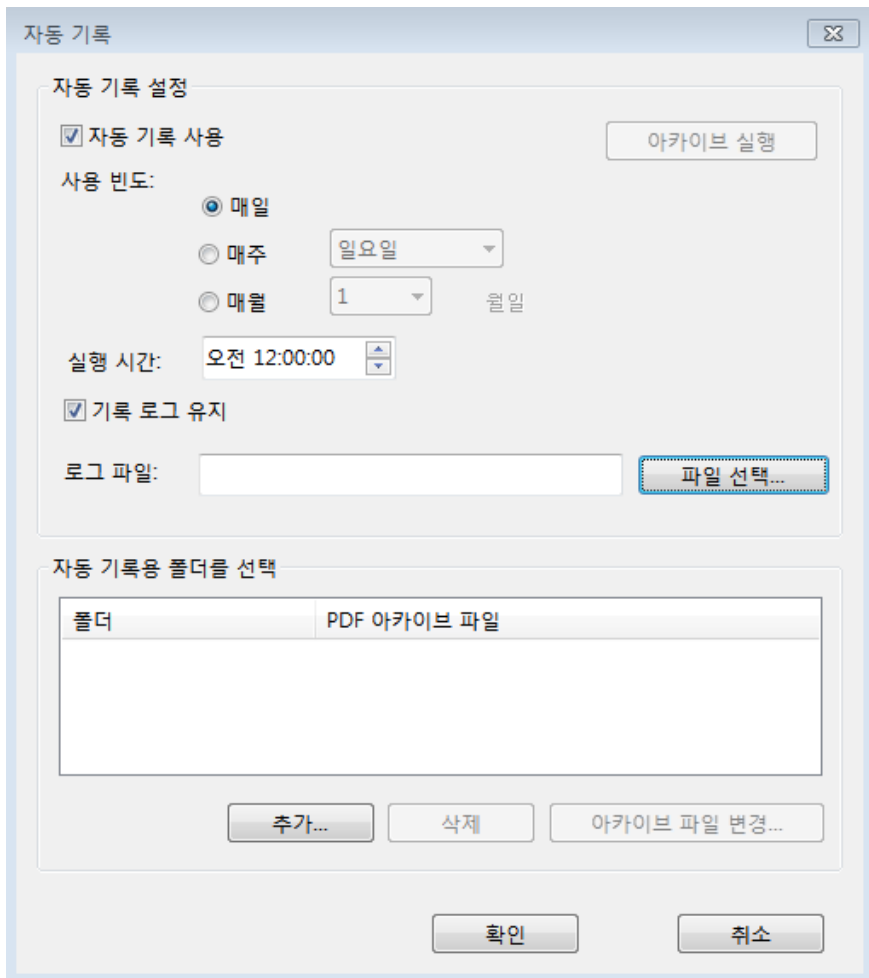 자동 기록
자동 기록 설정
자동 기록 사용
아카이브 실행
사용 빈도:
매일
매주 일요일
매월 1 월일
실행 시간: 오전 12:00:00
기록 로그 유지
로그 파일: 파일 선택...
자동 기록용 폴더를 선택
폴더 PDF 아카이브 파일
추가... 삭제 아카이브 파일 변경...
확인 취소